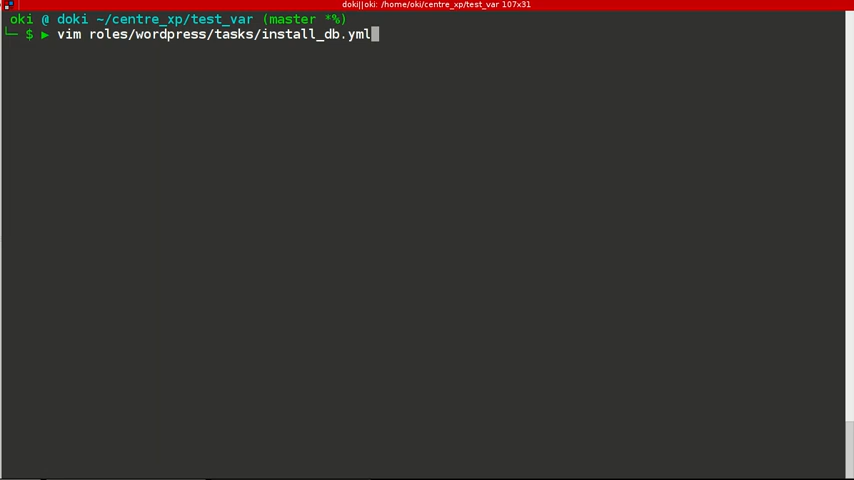 doki||oki: /home/oki/centre_xp/test_var 107x31
oki @ doki ~/centre_xp/test_var (master *%)
└─ $ ▶ vim roles/wordpress/tasks/install_db.yml